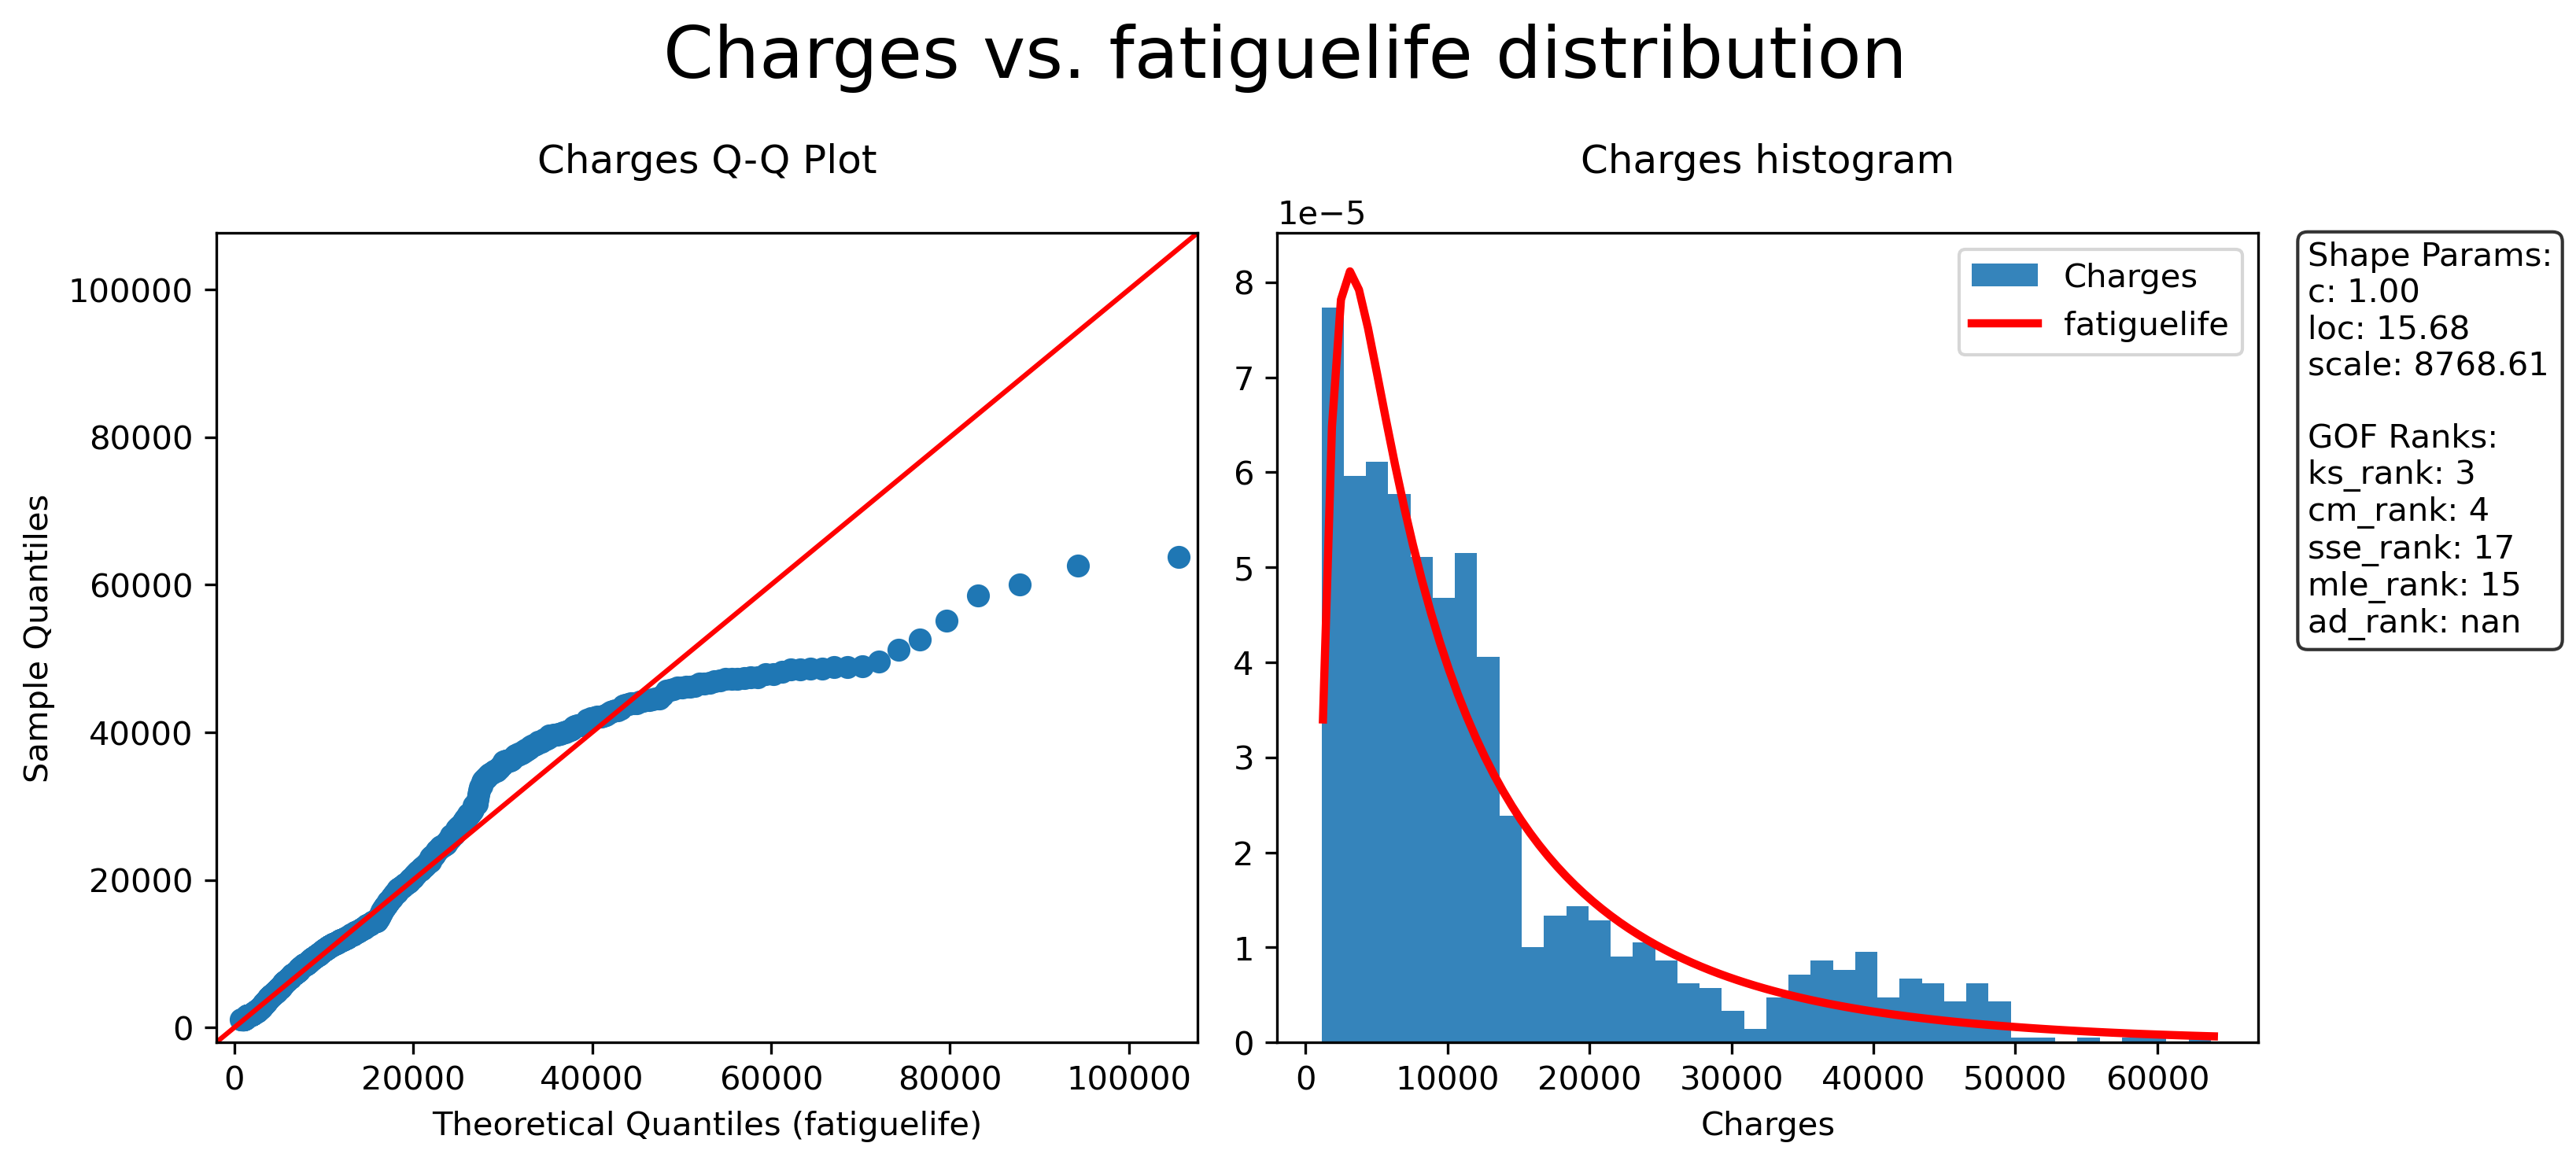 Charges vs. fatiguelife distribution
Charges Q-Q Plot
100000
80000
60000
40000
20000
0
Sample Quantiles
0 20000 40000 60000 80000 100000
Theoretical Quantiles (fatiguelife)
Charges histogram
1e−5
8
7
6
5
4
3
2
1
0
Charges
fatiguelife
0 10000 20000 30000 40000 50000 60000
Charges
Shape Params:
c: 1.00
loc: 15.68
scale: 8768.61
GOF Ranks:
ks_rank: 3
cm_rank: 4
sse_rank: 17
mle_rank: 15
ad_rank: nan